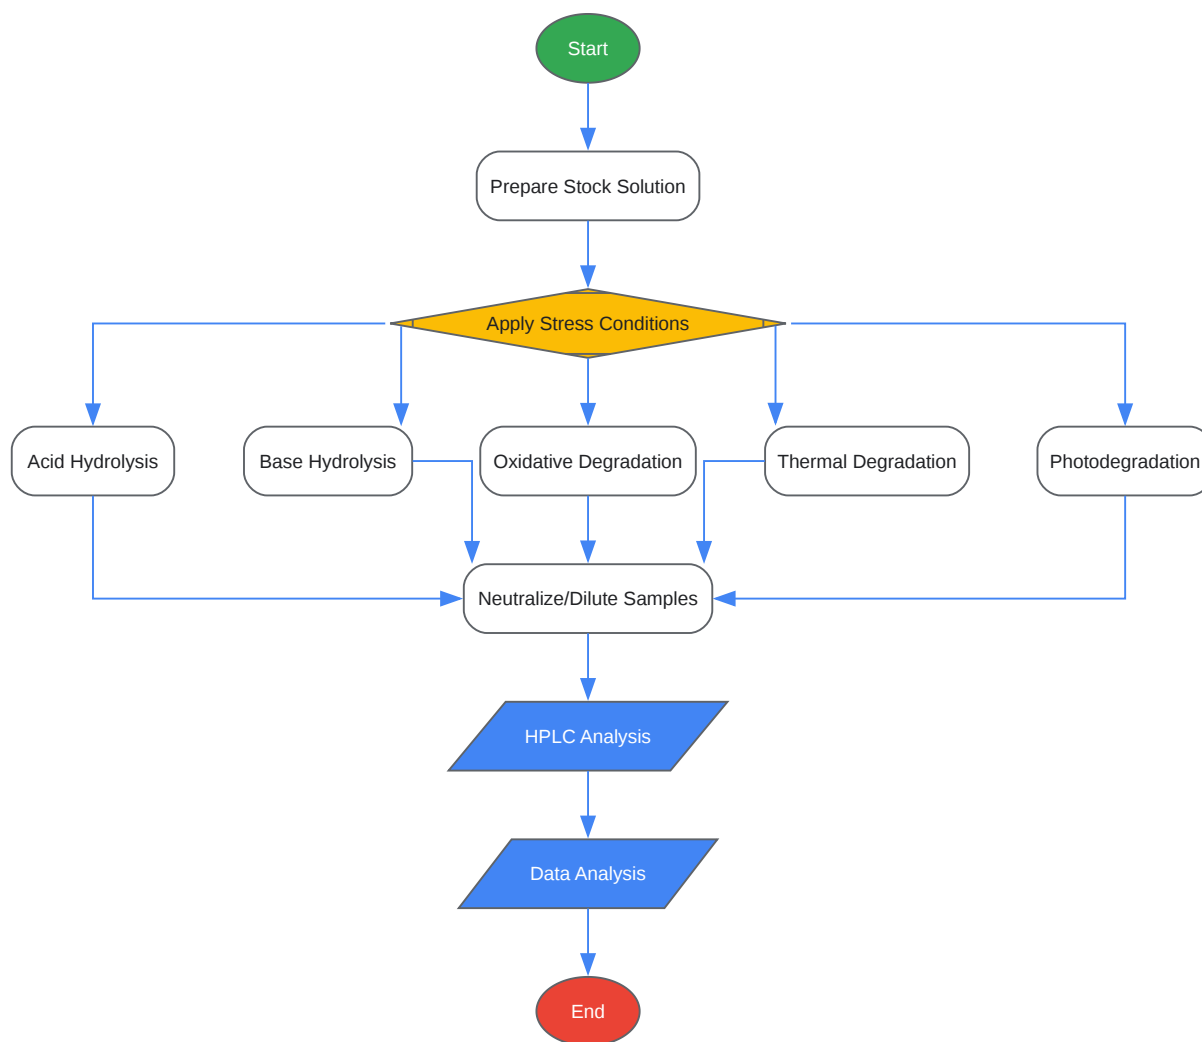 Start
Prepare Stock Solution
Apply Stress Conditions
Acid Hydrolysis
Base Hydrolysis
Oxidative Degradation
Thermal Degradation
Photodegradation
Neutralize/Dilute Samples
HPLC Analysis
Data Analysis
End